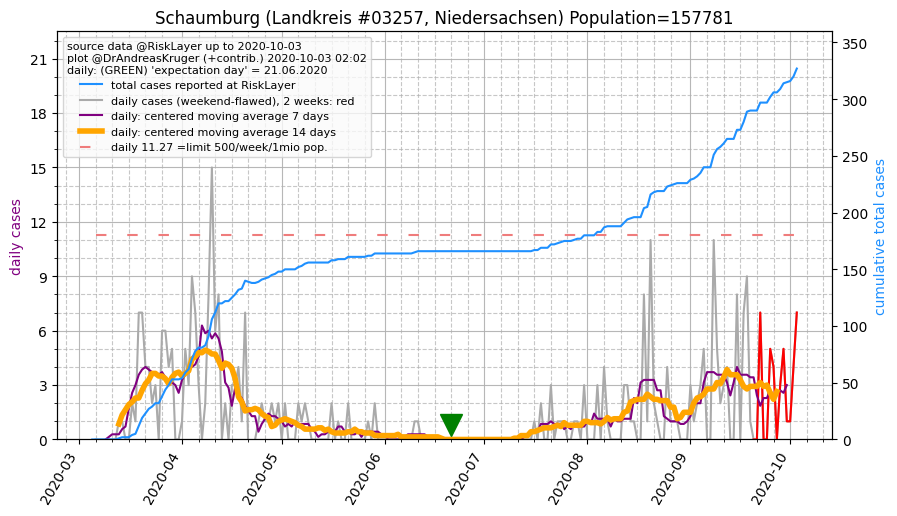 Schaumburg (Landkreis #03257, Niedersachsen) Population=157781
source data @RiskLayer up to 2020-10-03
plot @DrAndreasKruger (+contrib.) 2020-10-03 02:02
daily: (GREEN) 'expectation day' = 21.06.2020
total cases reported at RiskLayer
daily cases (weekend-flawed), 2 weeks: red
daily: centered moving average 7 days
daily: centered moving average 14 days
daily 11.27 =limit 500/week/1mio pop.
daily cases
21
18
15
12
9
6
3
0
350
300
250
200
150
100
50
0
cumulative total cases
2020-03
2020-04
2020-05
2020-06
2020-07
2020-08
2020-09
2020-10